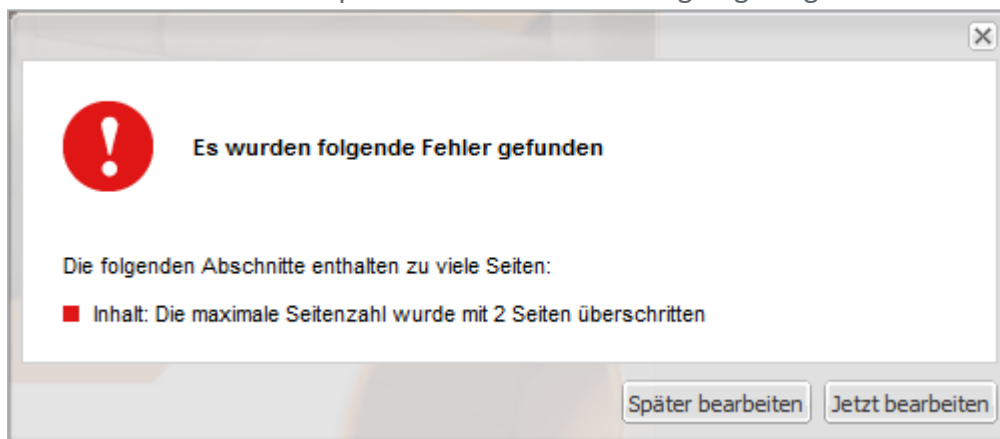 Es wurden folgende Fehler gefunden
Die folgenden Abschnitte enthalten zu viele Seiten:
Inhalt: Die maximale Seitenzahl wurde mit 2 Seiten überschritten
Später bearbeiten Jetzt bearbeiten